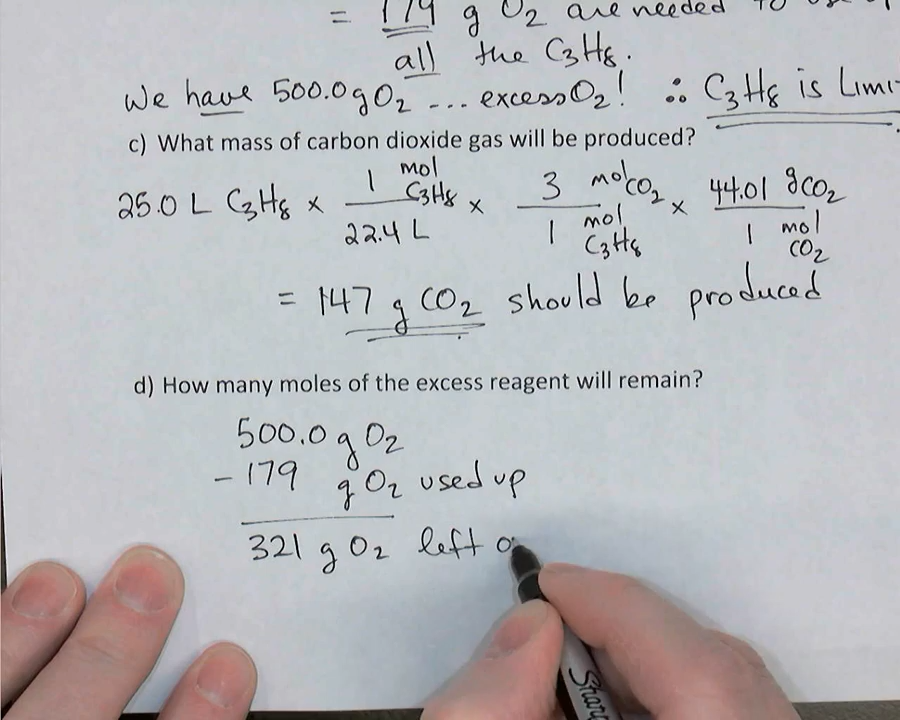 = 179 g O2 are needed to use
all the C3H8.
We have 500.0 g O2 ... excess O2! ∴ C3H8 is
c) What mass of carbon dioxide gas will be produced?
25.0 L C3H8 × 1 mol C3H8 / 22.4 L × 3 mol CO2 / 1 mol C3H8 × 44.01 g CO2 / 1 mol CO2
= 147 g CO2 should be produced
d) How many moles of the excess reagent will remain?
500.0 g O2
- 179 g O2 used up
321 g O2 left